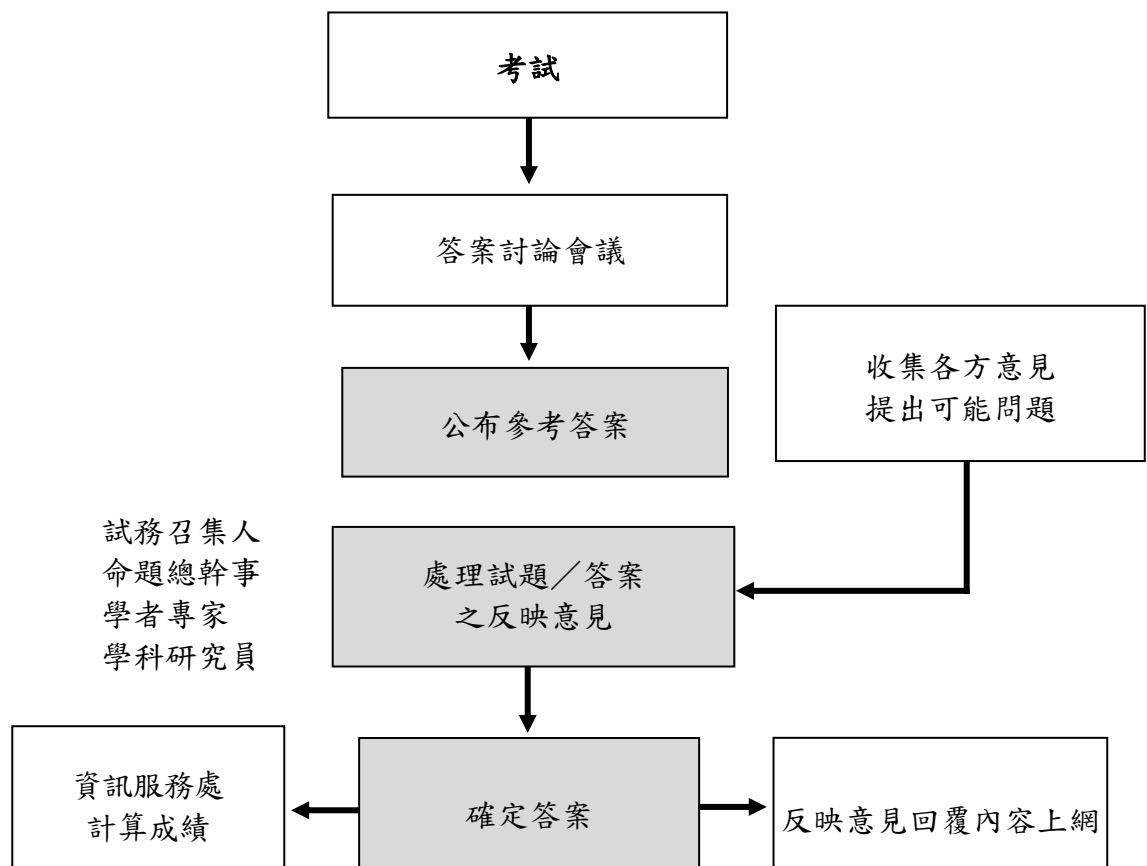 考試
答案討論會議
公布參考答案
收集各方意見
提出可能問題
試務召集人
命題總幹事
學者專家
學科研究員
處理試題／答案
之反映意見
資訊服務處
計算成績
確定答案
反映意見回覆內容上網